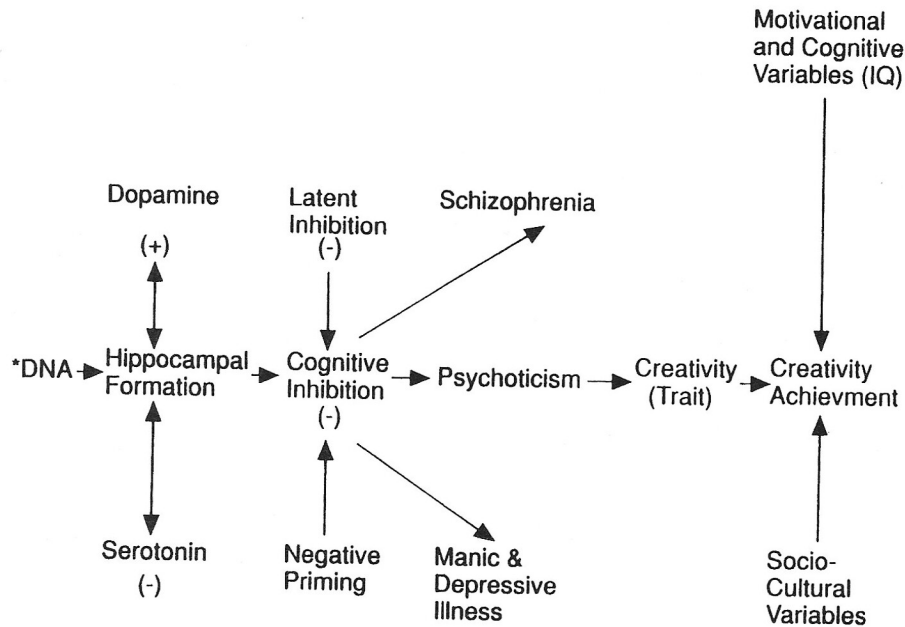 Motivational
and Cognitive
Variables (IQ)
Dopamine
(+)
Latent
Inhibition
(-)
Schizophrenia
*DNA
Hippocampal
Formation
Cognitive
Inhibition
(-)
Psychoticism
Creativity
(Trait)
Creativity
Achievment
Serotonin
(-)
Negative
Priming
Manic &
Depressive
Illness
Socio-
Cultural
Variables